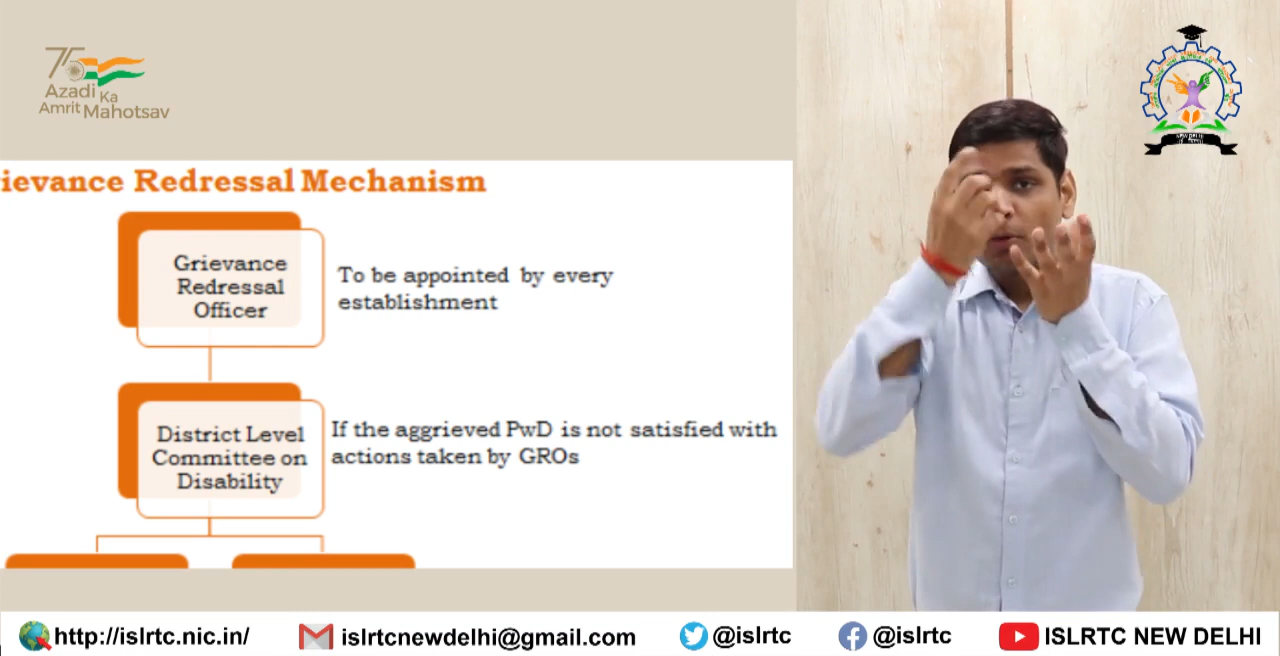 75
Azadi Ka
Amrit Mahotsav
ievance Redressal Mechanism
Grievance
Redressal
Officer
To be appointed by every
establishment
District Level
Committee on
Disability
If the aggrieved PwD is not satisfied with
actions taken by GROs
NEW DELHI
http://islrtc.nic.in/
islrtcnewdelhi@gmail.com
@islrtc
@islrtc
ISLRTC NEW DELHI